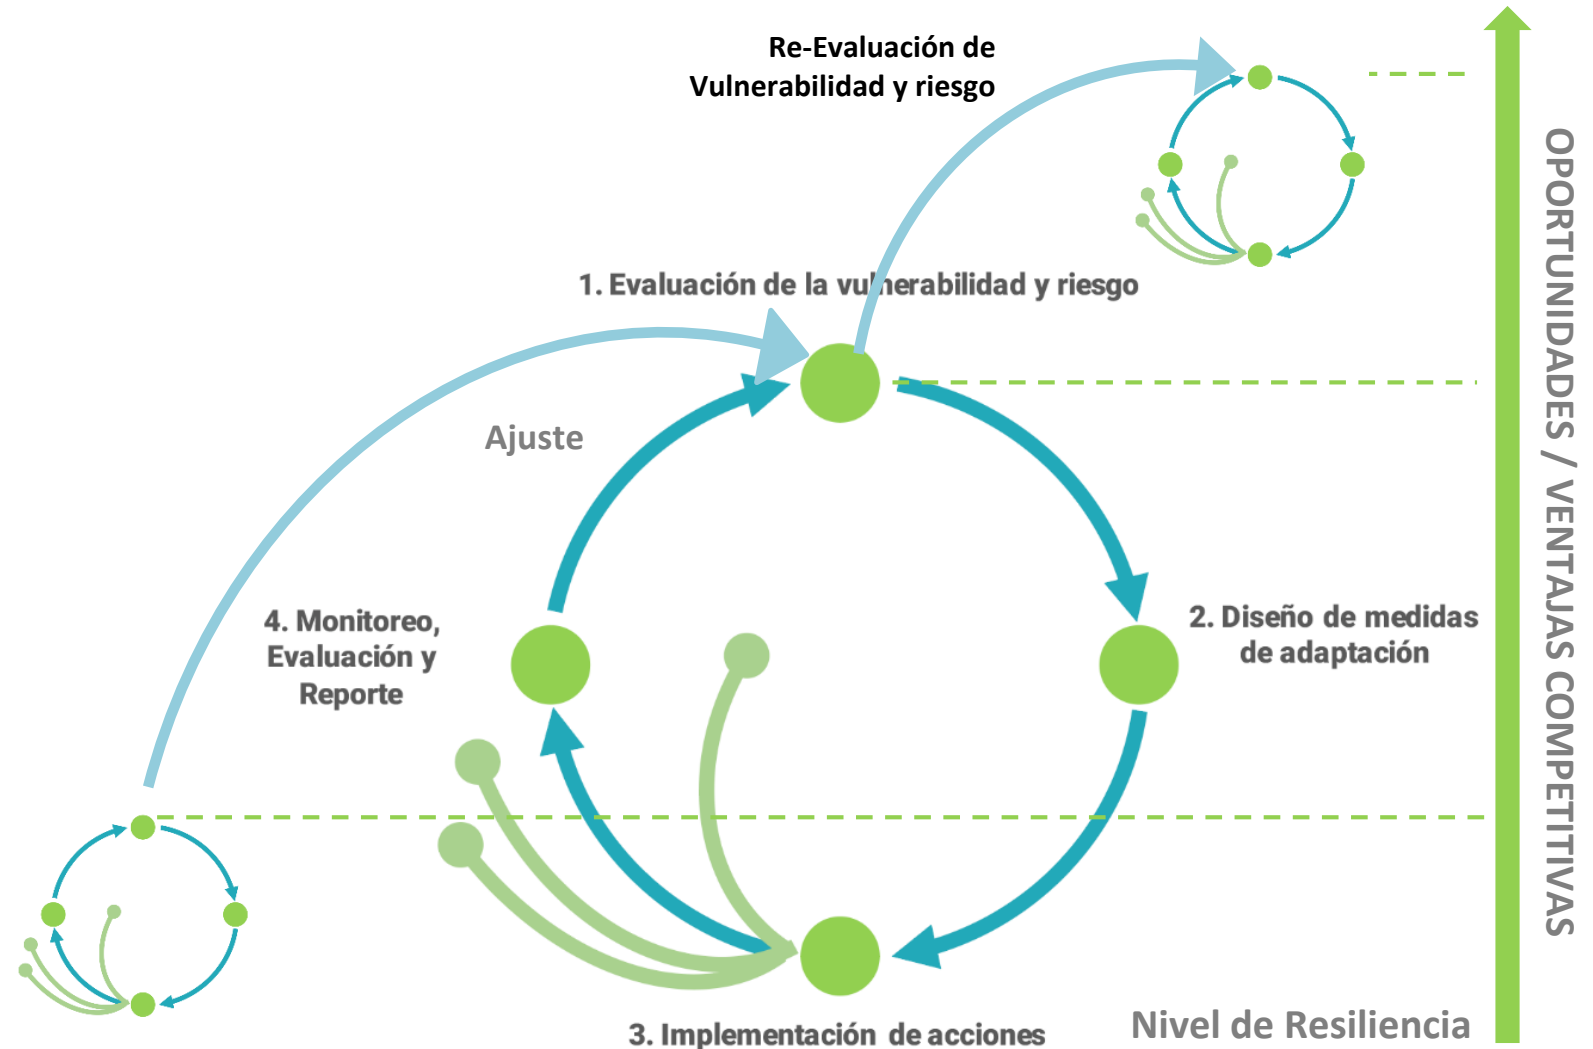 Re-Evaluación de
Vulnerabilidad y riesgo
1. Evaluación de la vulnerabilidad y riesgo
Ajuste
4. Monitoreo,
Evaluación y
Reporte
2. Diseño de medidas
de adaptación
3. Implementación de acciones
Nivel de Resiliencia
OPORTUNIDADES / VENTAJAS COMPETITIVAS